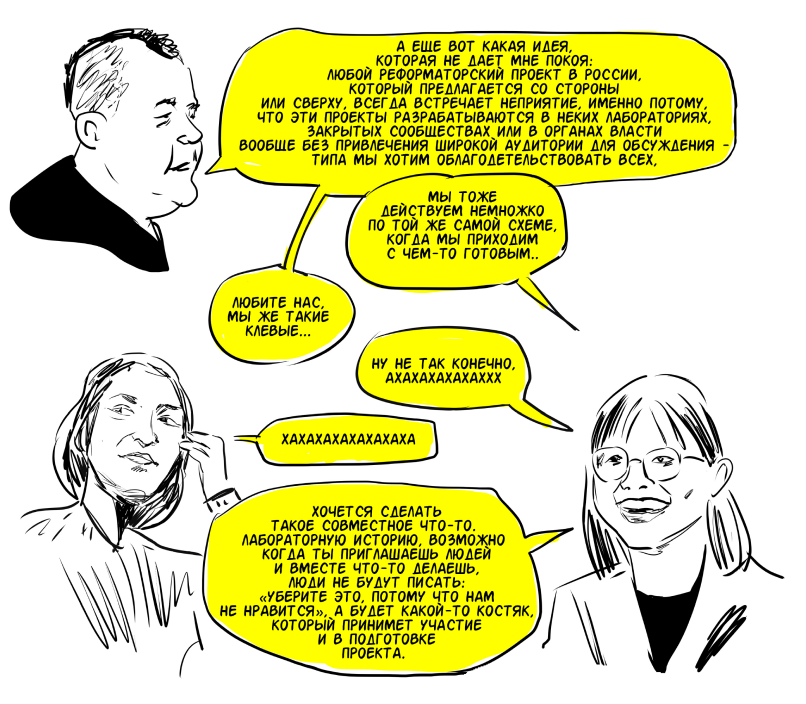 А ЕЩЕ ВОТ КАКАЯ ИДЕЯ,
КОТОРАЯ НЕ ДАЕТ МНЕ ПОКОЯ:
ЛЮБОЙ РЕФОРМАТОРСКИЙ ПРОЕКТ В РОССИИ,
КОТОРЫЙ ПРЕДЛАГАЕТСЯ СО СТОРОНЫ
ИЛИ СВЕРХУ, ВСЕГДА ВСТРЕЧАЕТ НЕПРИЯТИЕ, ИМЕННО ПОТОМУ,
ЧТО ЭТИ ПРОЕКТЫ РАЗРАБАТЫВАЮТСЯ В НЕКИХ ЛАБОРАТОРИЯХ,
ЗАКРЫТЫХ СООБЩЕСТВАХ ИЛИ В ОРГАНАХ ВЛАСТИ
ВООБЩЕ БЕЗ ПРИВЛЕЧЕНИЯ ШИРОКОЙ АУДИТОРИИ ДЛЯ ОБСУЖДЕНИЯ -
ТИПА МЫ ХОТИМ ОБЛАГОДЕТЕЛЬСТВОВАТЬ ВСЕХ,
МЫ ТОЖЕ
ДЕЙСТВУЕМ НЕМНОЖКО
ПО ТОЙ ЖЕ САМОЙ СХЕМЕ,
КОГДА МЫ ПРИХОДИМ
С ЧЕМ-ТО ГОТОВЫМ..
ЛЮБИТЕ НАС,
МЫ ЖЕ ТАКИЕ
КЛЕВЫЕ...
НУ НЕ ТАК КОНЕЧНО,
АХАХАХАХАХАХХХ
ХАХАХАХАХАХАХАХА
ХОЧЕТСЯ СДЕЛАТЬ
ТАКОЕ СОВМЕСТНОЕ ЧТО-ТО.
ЛАБОРАТОРНУЮ ИСТОРИЮ, ВОЗМОЖНО
КОГДА ТЫ ПРИГЛАШАЕШЬ ЛЮДЕЙ
И ВМЕСТЕ ЧТО-ТО ДЕЛАЕШЬ,
ЛЮДИ НЕ БУДУТ ПИСАТЬ:
«УБЕРИТЕ ЭТО, ПОТОМУ ЧТО НАМ
НЕ НРАВИТСЯ», А БУДЕТ КАКОЙ-ТО КОСТЯК,
КОТОРЫЙ ПРИНИМЕТ УЧАСТИЕ
И В ПОДГОТОВКЕ
ПРОЕКТА.